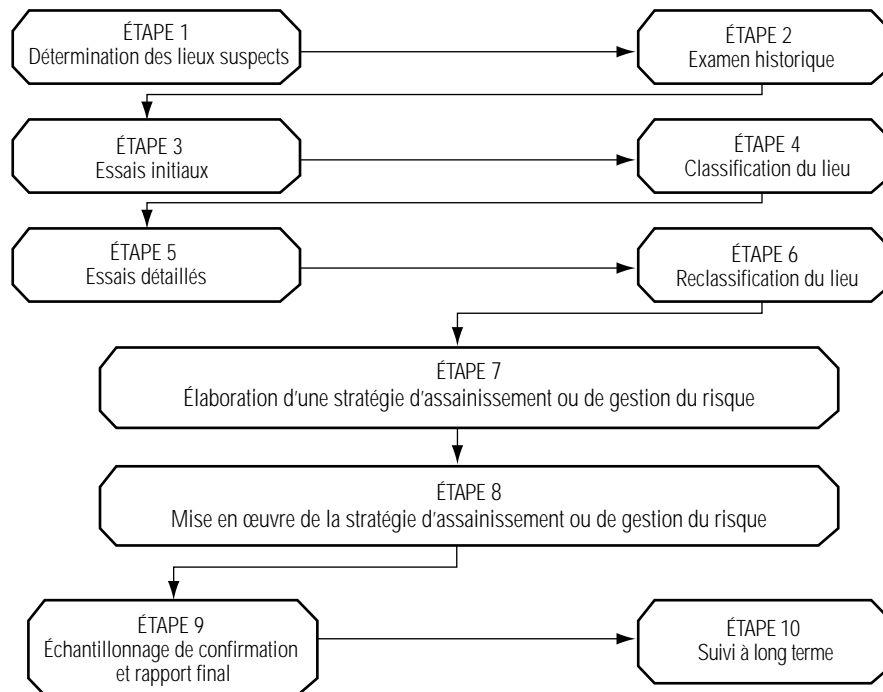 ÉTAPE 1
Détermination des lieux suspects
ÉTAPE 2
Examen historique
ÉTAPE 3
Essais initiaux
ÉTAPE 4
Classification du lieu
ÉTAPE 5
Essais détaillés
ÉTAPE 6
Reclassification du lieu
ÉTAPE 7
Élaboration d'une stratégie d'assainissement ou de gestion du risque
ÉTAPE 8
Mise en œuvre de la stratégie d'assainissement ou de gestion du risque
ÉTAPE 9
Échantillonnage de confirmation
et rapport final
ÉTAPE 10
Suivi à long terme